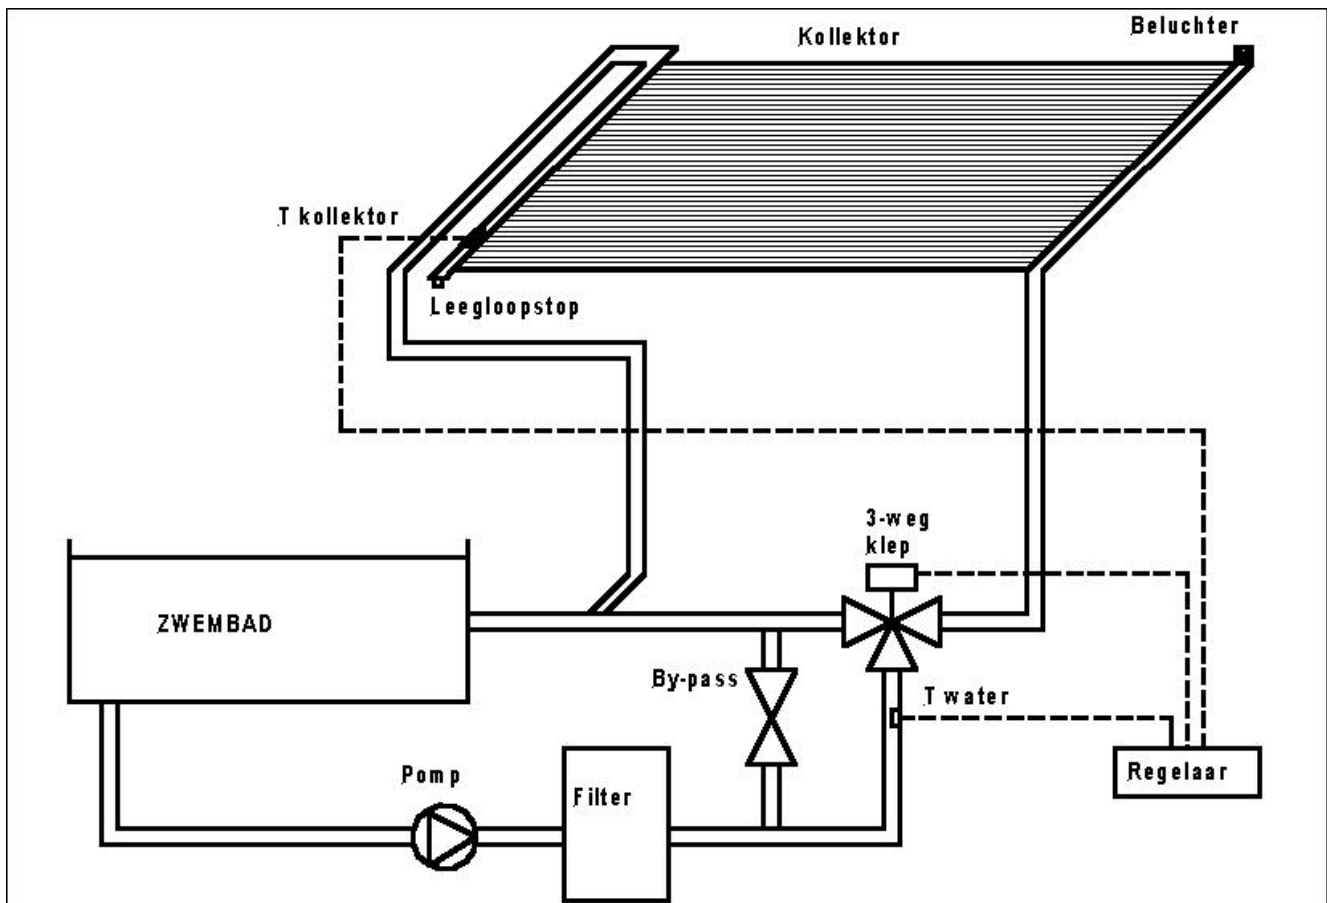 Beluchter
Kollektor
T kollektor
Leegloopstop
3-weg
klep
ZWEMBAD
By-pass
T water
Pomp
Filter
Regelaar